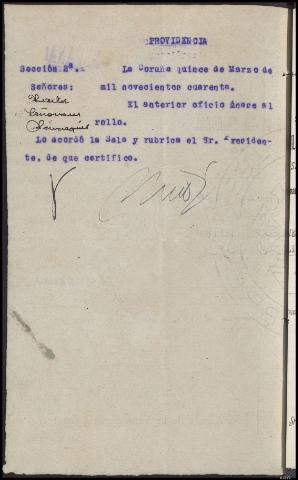 PROVIDENCIA
Sección 2ª. La Coruña quince de Marzo de
Señores: mil novecientos cuarenta.
El anterior oficio únase al
rollo.
Lo acordó la Sala y rubrica el Sr. Presiden-
te, de que certifico.